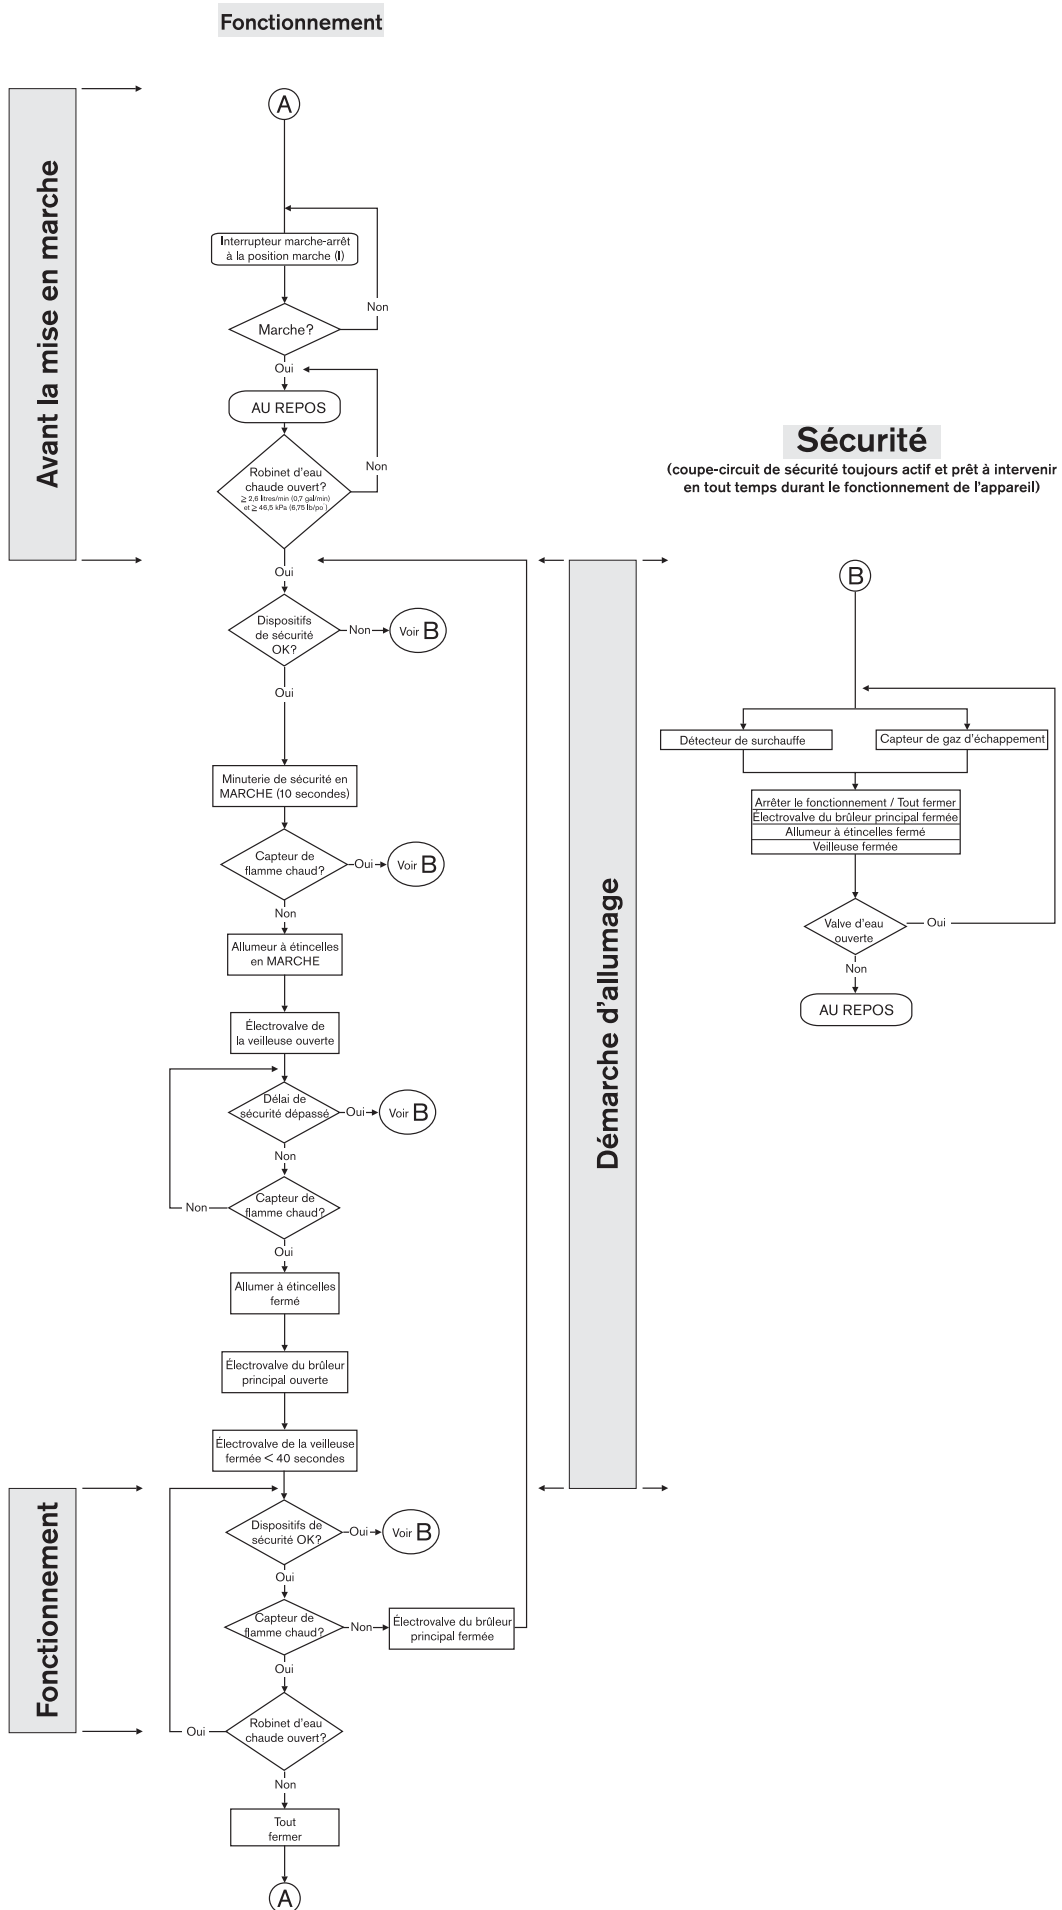 Fonctionnement
Avant la mise en marche
A
Interrupteur marche-arrêt
à la position marche (I)
Non
Marche?
Oui
AU REPOS
Non
Robinet d'eau
chaude ouvert?
≥ 2,6 litres/min (0,7 gal/min)
et ≥ 46,5 kPa (6,75 lb/po²)
Oui
Dispositifs
de sécurité
OK?
Non
Voir B
Oui
Minuterie de sécurité en
MARCHE (10 secondes)
Capteur de
flamme chaud?
Oui
Voir B
Non
Allumeur à étincelles
en MARCHE
Électrovalve de
la veilleuse ouverte
Délai de
sécurité dépassé
Oui
Voir B
Non
Capteur de
flamme chaud?
Non
Oui
Allumer à étincelles
fermé
Électrovalve du brûleur
principal ouverte
Électrovalve de la veilleuse
fermée < 40 secondes
Fonctionnement
Dispositifs de
sécurité OK?
Oui
Voir B
Oui
Capteur de
flamme chaud?
Non
Électrovalve du brûleur
principal fermée
Oui
Robinet d'eau
chaude ouvert?
Oui
Non
Tout
fermer
A
Démarche d'allumage
Sécurité
(coupe-circuit de sécurité toujours actif et prêt à intervenir
en tout temps durant le fonctionnement de l'appareil)
B
Détecteur de surchauffe
Capteur de gaz d'échappement
Arrêter le fonctionnement / Tout fermer
Électrovalve du brûleur principal fermée
Allumeur à étincelles fermé
Veilleuse fermée
Valve d'eau
ouverte
Oui
Non
AU REPOS